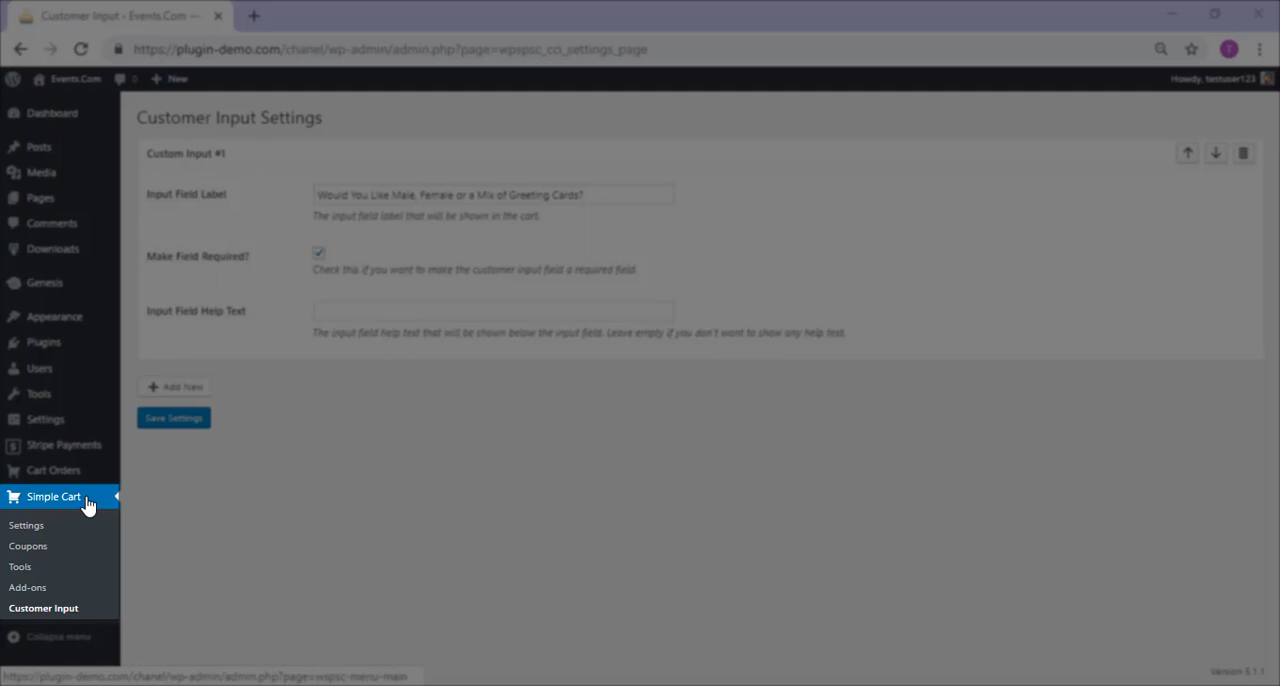 Customer Input - Events.Com —
https://plugin-demo.com/chanel/wp-admin/admin.php?page=wpspsc_co_settings_page
T
Events.Com 0 New
Howdy, testuser123
Dashboard
Posts
Media
Pages
Comments
Downloads
Genesis
Appearance
Plugins
Users
Tools
Settings
S Stripe Payments
Cart Orders
Simple Cart
Settings
Coupons
Tools
Add-ons
Customer Input
Collapse menu
Customer Input Settings
Custom Input #1
Input Field Label
Would You Like Male, Female or a Mix of Greeting Cards?
The input field label that will be shown in the cart.
Make Field Required?
Check this if you want to make the customer input field a required field.
Input Field Help Text
The input field help text that will be shown below the input field. Leave empty if you don't want to show any help text.
Add New
Save Settings
https://plugin-demo.com/chanel/wp-admin/admin.php?page=wspsc-menu-main
Version 5.1.1